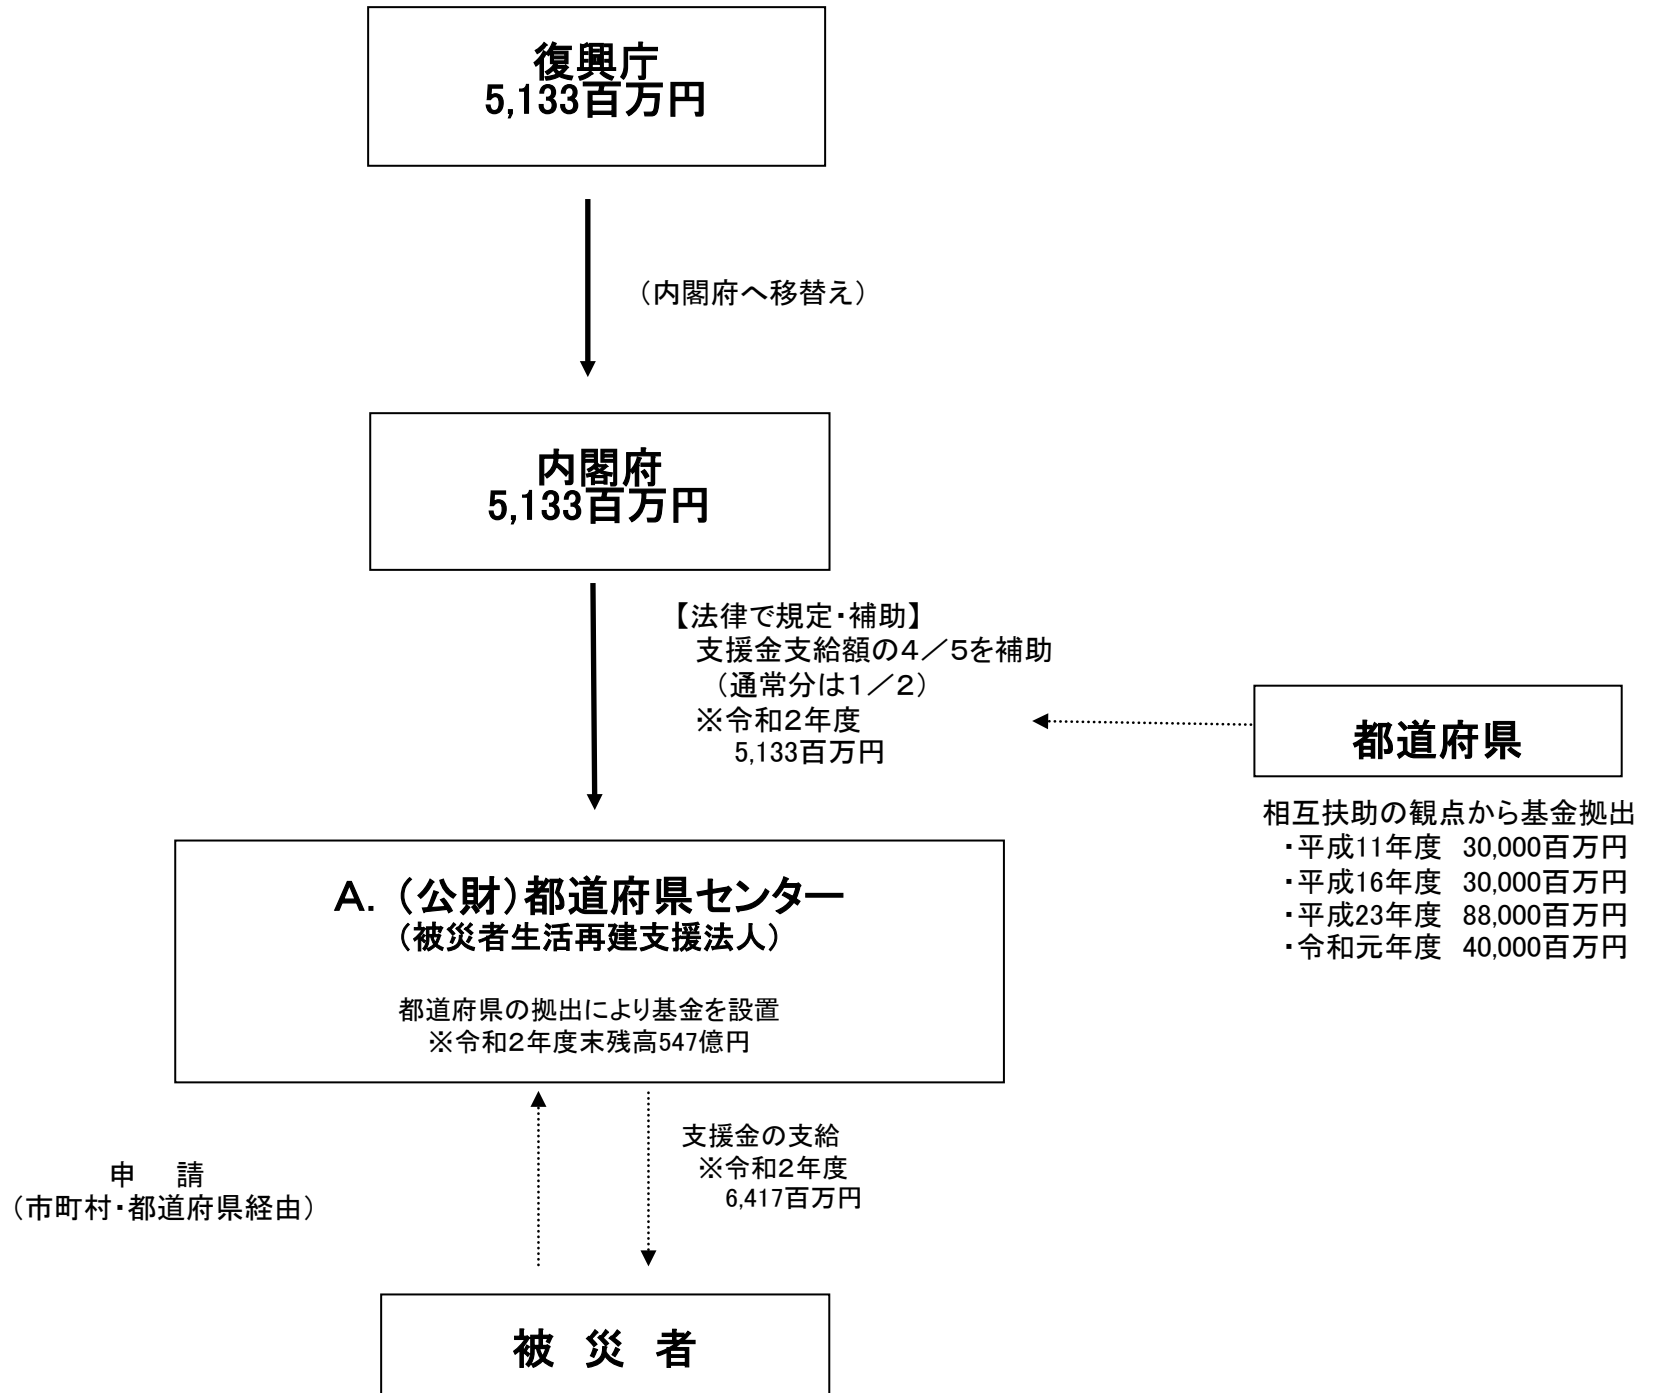 復興庁
5,133百万円
（内閣府へ移替え）
内閣府
5,133百万円
【法律で規定・補助】
支援金支給額の４／５を補助
（通常分は１／２）
※令和２年度
5,133百万円
都道府県
相互扶助の観点から基金拠出
・平成11年度　30,000百万円
・平成16年度　30,000百万円
・平成23年度　88,000百万円
・令和元年度　40,000百万円
A.（公財）都道府県センター
（被災者生活再建支援法人）
都道府県の拠出により基金を設置
※令和２年度末残高547億円
申　請
（市町村・都道府県経由）
支援金の支給
※令和２年度
6,417百万円
被 災 者